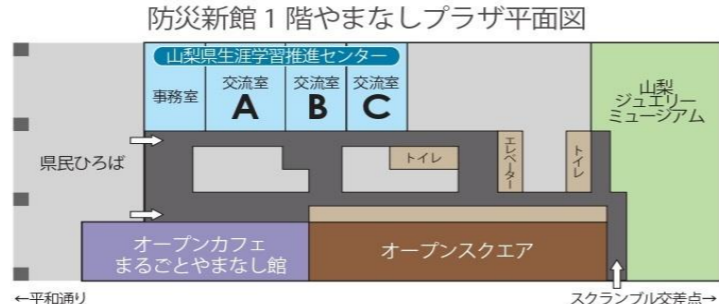 防災新館1階やまなしプラザ平面図
山梨県生涯学習推進センター
事務室
交流室
A
交流室
B
交流室
C
山梨
ジュエリー
ミュージアム
県民ひろば
トイレ
エレベーター
トイレ
オープンカフェ
まるごとやまなし館
オープンスクエア
←平和通り
スクランブル交差点→